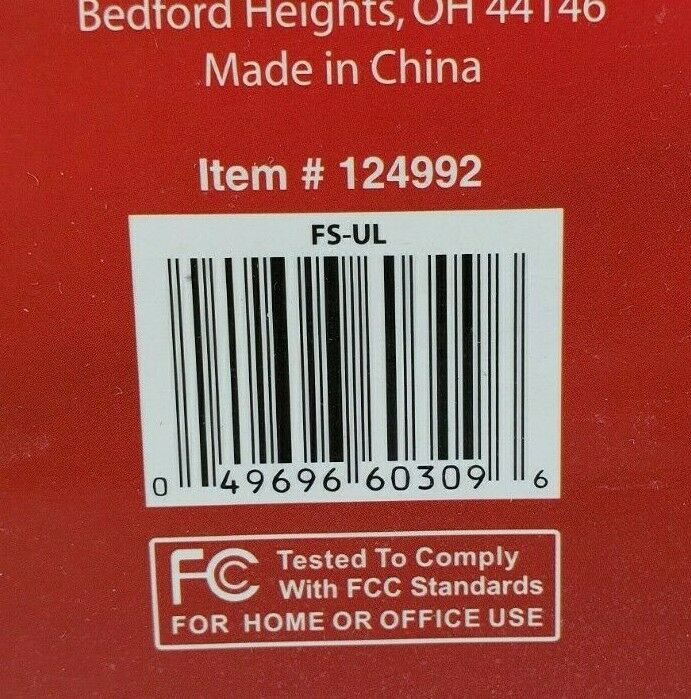 Bedford Heights, OH 44146
Made in China
Item # 124992
FS-UL
0 49696 60309 6
FC Tested To Comply
With FCC Standards
FOR HOME OR OFFICE USE